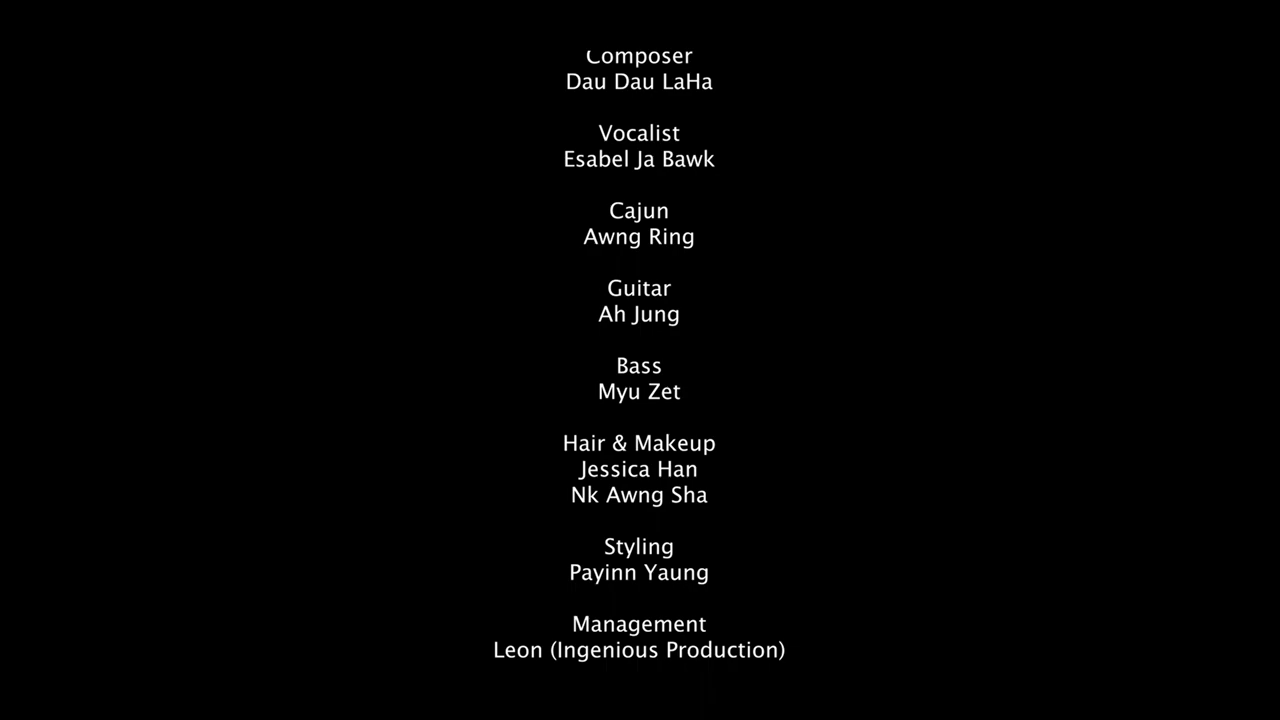 Composer
Dau Dau LaHa
Vocalist
Esabel Ja Bawk
Cajun
Awng Ring
Guitar
Ah Jung
Bass
Myu Zet
Hair & Makeup
Jessica Han
Nk Awng Sha
Styling
Payinn Yaung
Management
Leon (Ingenious Production)